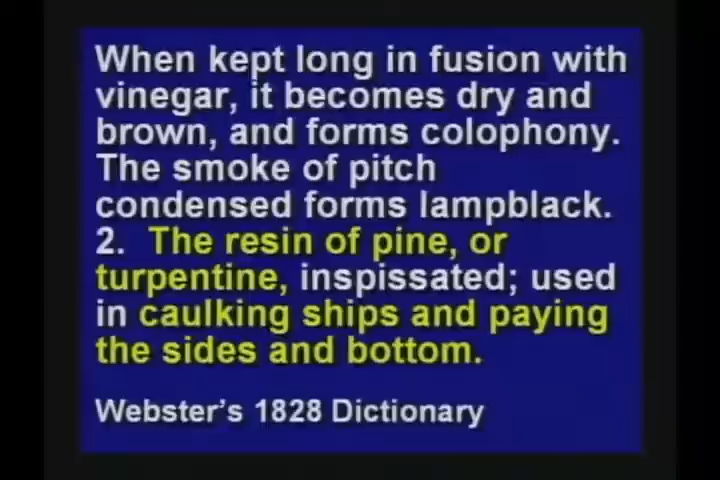 When kept long in fusion with
vinegar, it becomes dry and
brown, and forms colophony.
The smoke of pitch
condensed forms lampblack.
2.  The resin of pine, or
turpentine, inspissated; used
in caulking ships and paying
the sides and bottom.
Webster's 1828 Dictionary